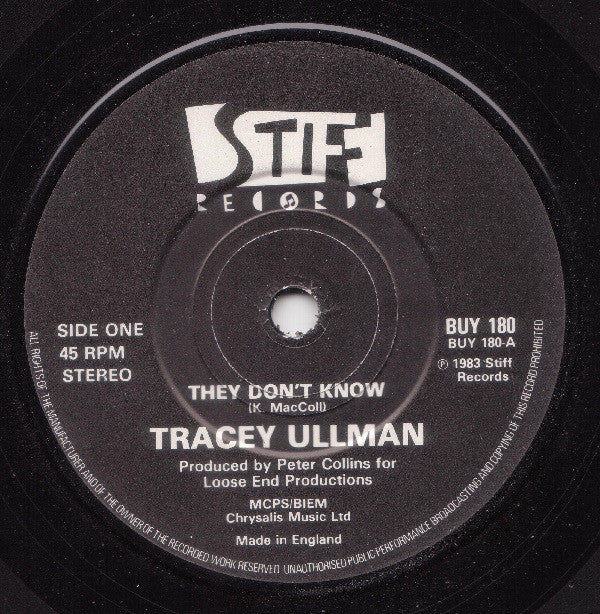 STIFF
RECORDS
SIDE ONE
45 RPM
STEREO
BUY 180
BUY 180-A
℗ 1983 Stiff
Records
THEY DON'T KNOW
(K. MacColl)
TRACEY ULLMAN
Produced by Peter Collins for
Loose End Productions
MCPS/BIEM
Chrysalis Music Ltd
Made in England
ALL RIGHTS OF THE MANUFACTURER AND OF THE OWNER OF THE RECORDED WORK RESERVED. UNAUTHORISED PUBLIC PERFORMANCE BROADCASTING AND COPYING OF THIS RECORD PROHIBITED